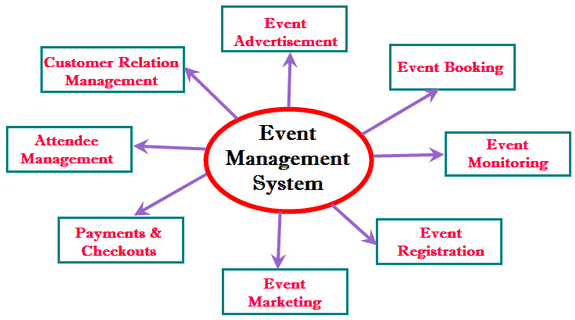 Event
Advertisement
Customer Relation
Management
Event Booking
Event
Management
System
Attendee
Management
Event
Monitoring
Payments &
Checkouts
Event
Registration
Event
Marketing